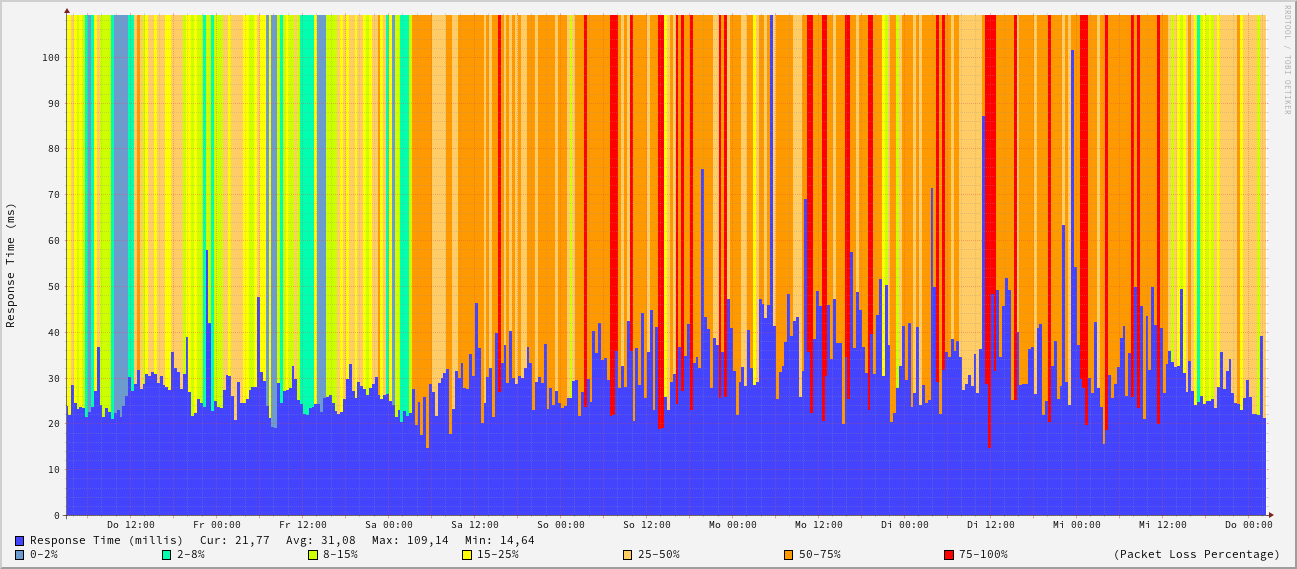 RRDTOOL / TOBI OETIKER
Response Time (ms)
100
90
80
70
60
50
40
30
20
10
0
Do 12:00 Fr 00:00 Fr 12:00 Sa 00:00 Sa 12:00 So 00:00 So 12:00 Mo 00:00 Mo 12:00 Di 00:00 Di 12:00 Mi 00:00 Mi 12:00 Do 00:00
Response Time (millis) Cur: 21,77 Avg: 31,08 Max: 109,14 Min: 14,64
0-2% 2-8% 8-15% 15-25% 25-50% 50-75% 75-100% (Packet Loss Percentage)